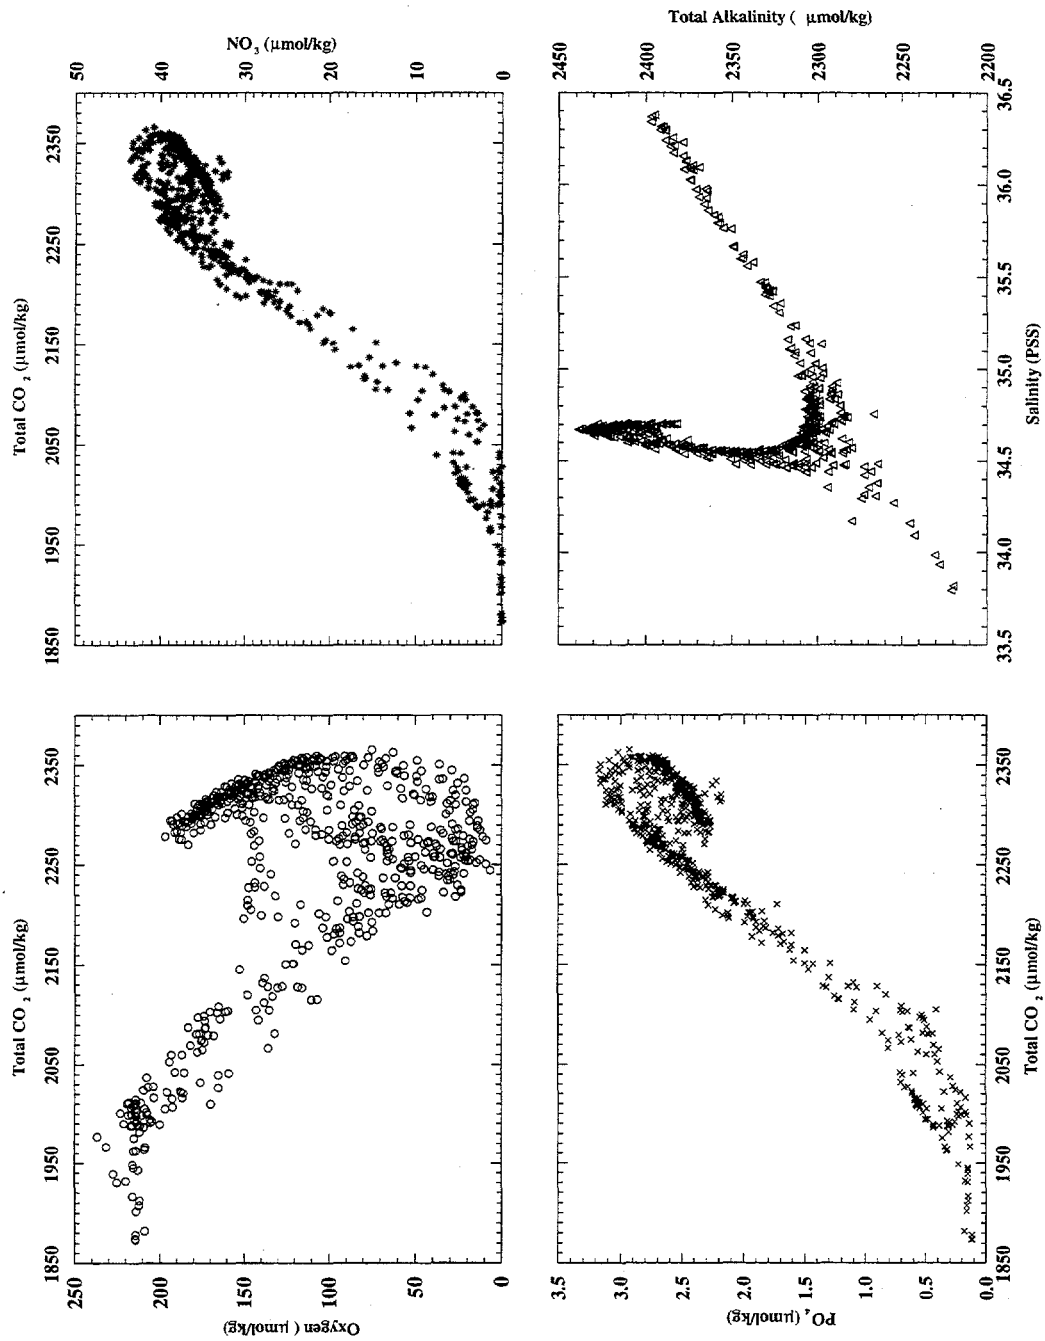 Total CO₂ (µmol/kg)
1850 1950 2050 2150 2250 2350
Oxygen ( µmol/kg)
250
200
150
100
50
0
Total CO₂ (µmol/kg)
1850 1950 2050 2150 2250 2350
NO₃ (µmol/kg)
50
40
30
20
10
0
PO₄ (µmol/kg)
3.5
3.0
2.5
2.0
1.5
1.0
0.5
0.0
1850 1950 2050 2150 2250 2350
Total CO₂ (µmol/kg)
Total Alkalinity ( µmol/kg)
2440
2400
2350
2300
2250
2200
33.5 34.0 34.5 35.0 35.5 36.0 36.5
Salinity (PSS)